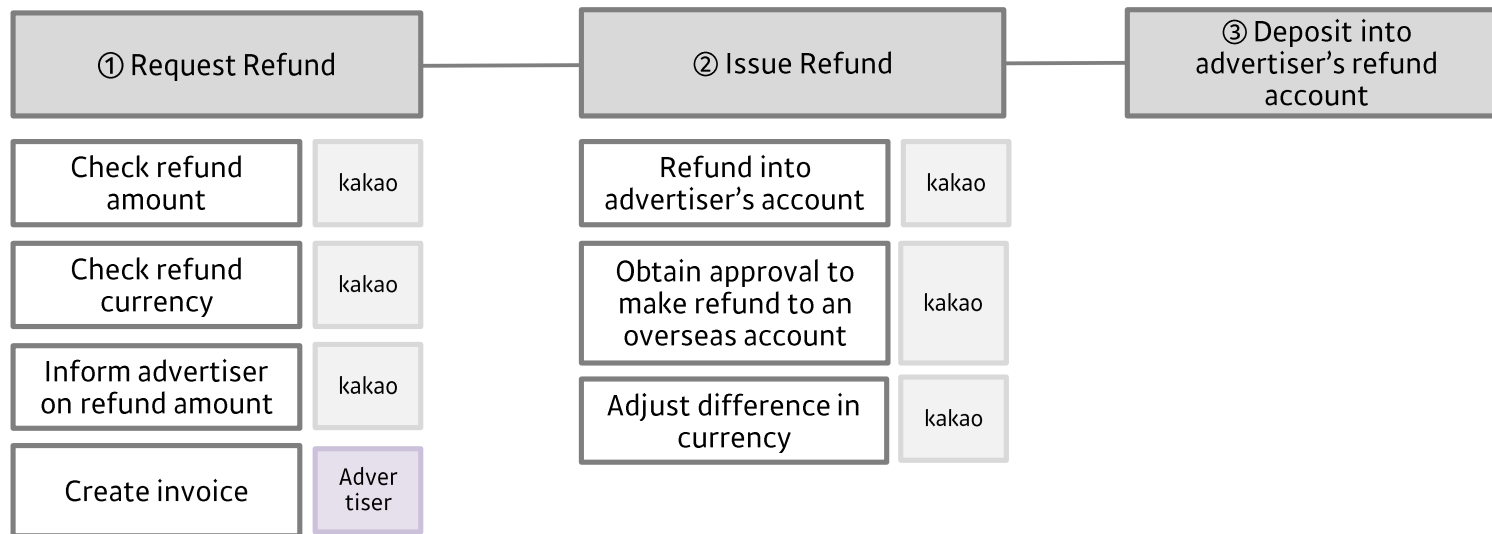 ① Request Refund
② Issue Refund
③ Deposit into
advertiser’s refund
account
Check refund
amount
kakao
Check refund
currency
kakao
Inform advertiser
on refund amount
kakao
Create invoice
Adver
tiser
Refund into
advertiser’s account
kakao
Obtain approval to
make refund to an
overseas account
kakao
Adjust difference in
currency
kakao